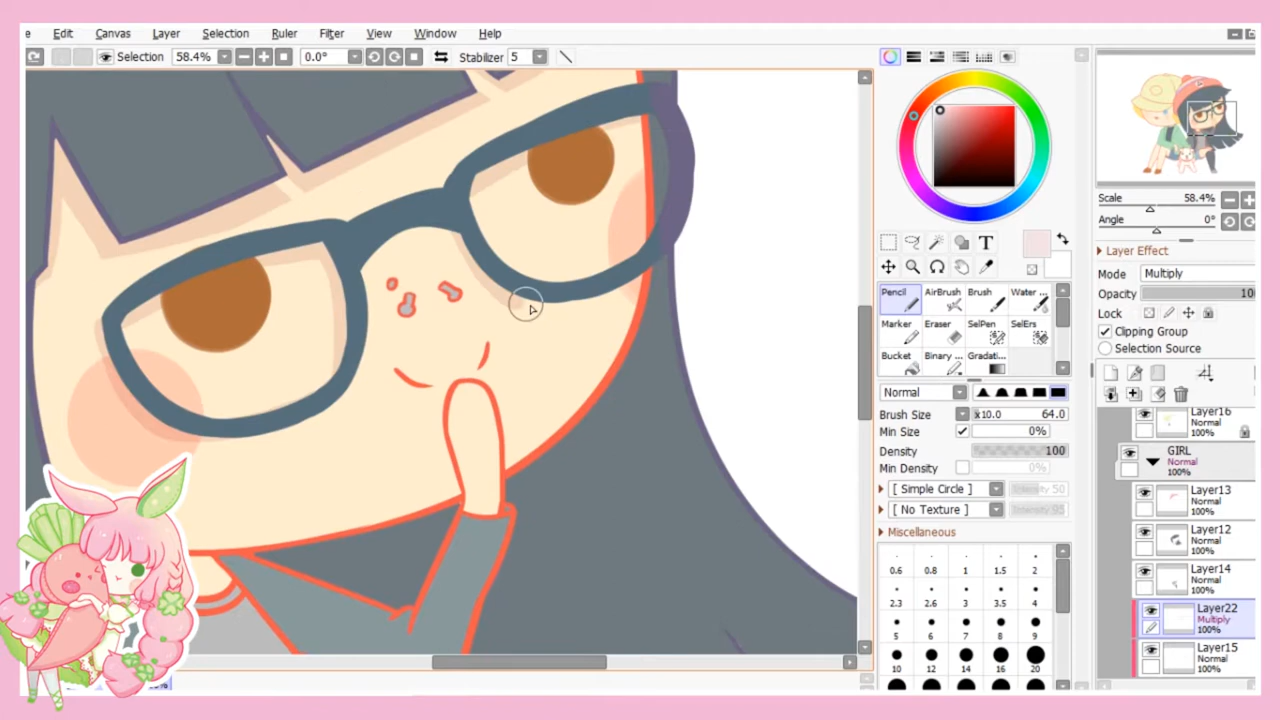 Edit Canvas Layer Selection Ruler Filter View Window Help
Selection 58.4% 0.0° Stabilizer 5
Scale 58.4%
Angle 0°
Layer Effect
Mode Multiply
Opacity 10
Lock
Clipping Group
Selection Source
T
Pencil AirBrush Brush Water ...
Marker Eraser SelPen SelErs
Bucket Binary ... Gradati...
Normal
Brush Size x10.0 64.0
Min Size 0%
Density 100
Min Density 0%
[ Simple Circle ] 50
[ No Texture ] 95
Miscellaneous
0.6 0.8 1 1.5 2
2.3 2.6 3 3.5 4
5 6 7 8 9
10 12 14 16 20
Layer16
Normal
100%
GIRL
Normal
100%
Layer13
Normal
100%
Layer12
Normal
100%
Layer14
Normal
100%
Layer22
Multiply
100%
Layer15
Normal
100%